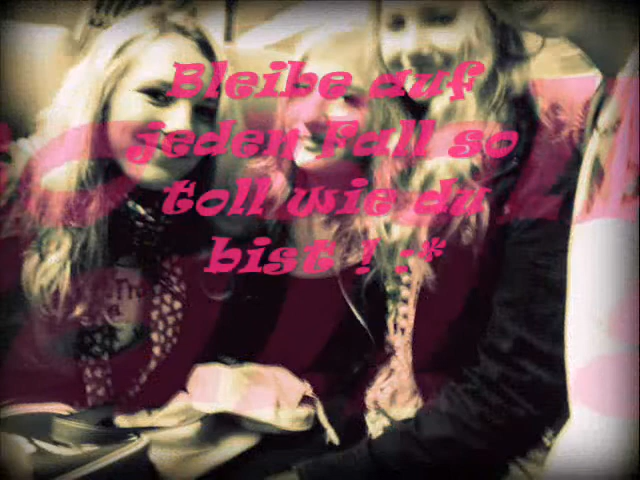 Bleibe auf
jeden Fall so
toll wie du
bist ! :*